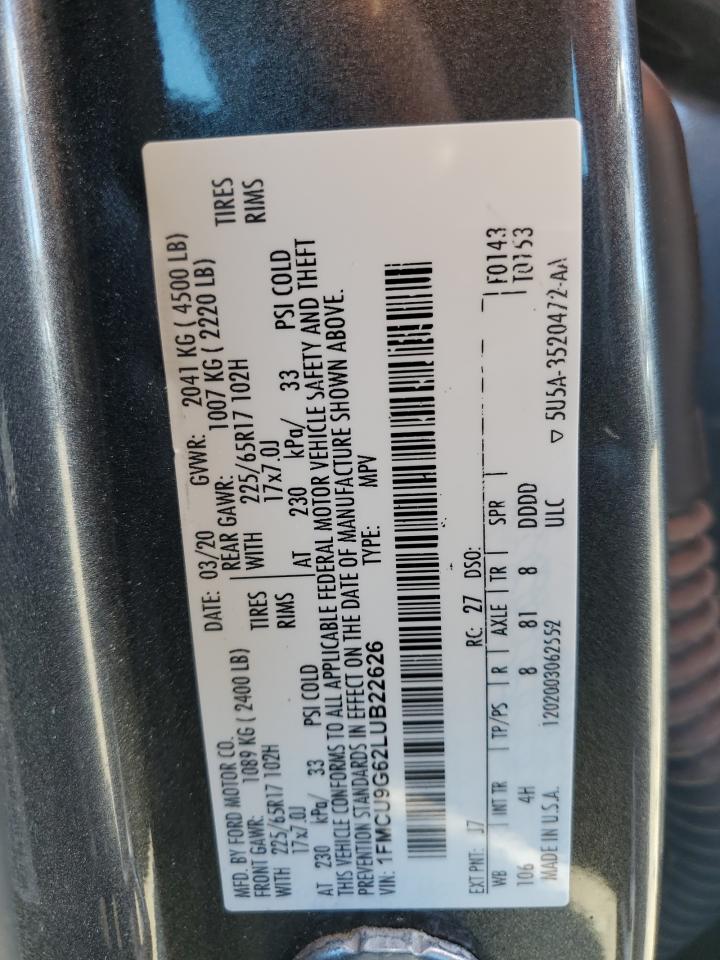 MFD. BY FORD MOTOR CO. DATE: 03/20 GVWR: 2041 KG ( 4500 LB)
FRONT GAWR: 1089 KG ( 2400 LB) REAR GAWR: 1007 KG ( 2220 LB)
WITH 225/65R17 102H TIRES WITH 225/65R17 102H TIRES
17x7.0J RIMS 17x7.0J RIMS
AT 230 kPa/ 33 PSI COLD AT 230 kPa/ 33 PSI COLD
THIS VEHICLE CONFORMS TO ALL APPLICABLE FEDERAL MOTOR VEHICLE SAFETY AND THEFT
PREVENTION STANDARDS IN EFFECT ON THE DATE OF MANUFACTURE SHOWN ABOVE.
VIN: 1FMCU9G62LUB22626 TYPE: MPV
EXT PNT: J7 RC: 27 DSO: F0143
WB INT TR TP/PS R AXLE TR SPR T0153
106 4H 8 81 8 DDDD
MADE IN U.S.A. 1202003062552 ULC ▽ 5U5A-3520472-AA